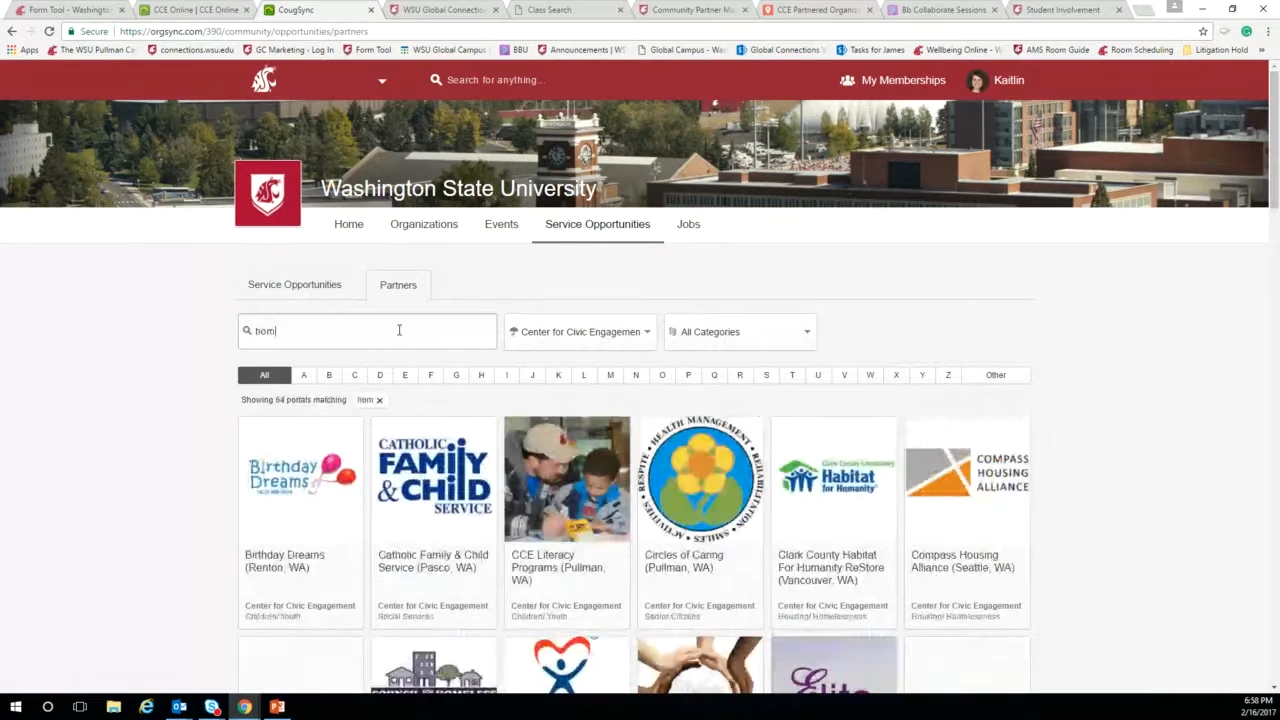 Form Tool - Washingto
CCE Online | CCE Online
CougSync
WSU Global Connection
Class Search
Community Partner Ma
CCE Partnered Organiz
Bb Collaborate Sessions
Student Involvement
Secure https://orgsync.com/390/community/opportunities/partners
Apps The WSU Pullman Ca connections.wsu.edu GC Marketing ‹ Log In Form Tool WSU Global Campus BBU Announcements | WS Global Campus - Was Global Connections Tasks for James Wellbeing Online - W AMS Room Guide Room Scheduling Litigation Hold »
Search for anything...
My Memberships
Kaitlin
Washington State University
Home Organizations Events Service Opportunities Jobs
Service Opportunities Partners
hom
Center for Civic Engagemen
All Categories
All A B C D E F G H I J K L M N O P Q R S T U V W X Y Z Other
Showing 64 portals matching hom ×
Birthday
Dreams
CATHOLIC
FAMILY
& CHILD
SERVICE
RESPITE · HEALTH MANAGEMENT · REHABILITATION · SMILES · ACTIVITIES
Habitat
for Humanity
COMPASS
HOUSING
ALLIANCE
Birthday Dreams
(Renton, WA)
Center for Civic Engagement
Children/ Youth
Catholic Family & Child
Service (Pasco, WA)
Center for Civic Engagement
Social Services
CCE Literacy
Programs (Pullman,
WA)
Center for Civic Engagement
Children/ Youth
Circles of Caring
(Pullman, WA)
Center for Civic Engagement
Senior Citizens
Clark County Habitat
For Humanity ReStore
(Vancouver, WA)
Center for Civic Engagement
Housing/ Homelessness
Compass Housing
Alliance (Seattle, WA)
Center for Civic Engagement
Housing/ Homelessness
Elite
6:58 PM
2/16/2017